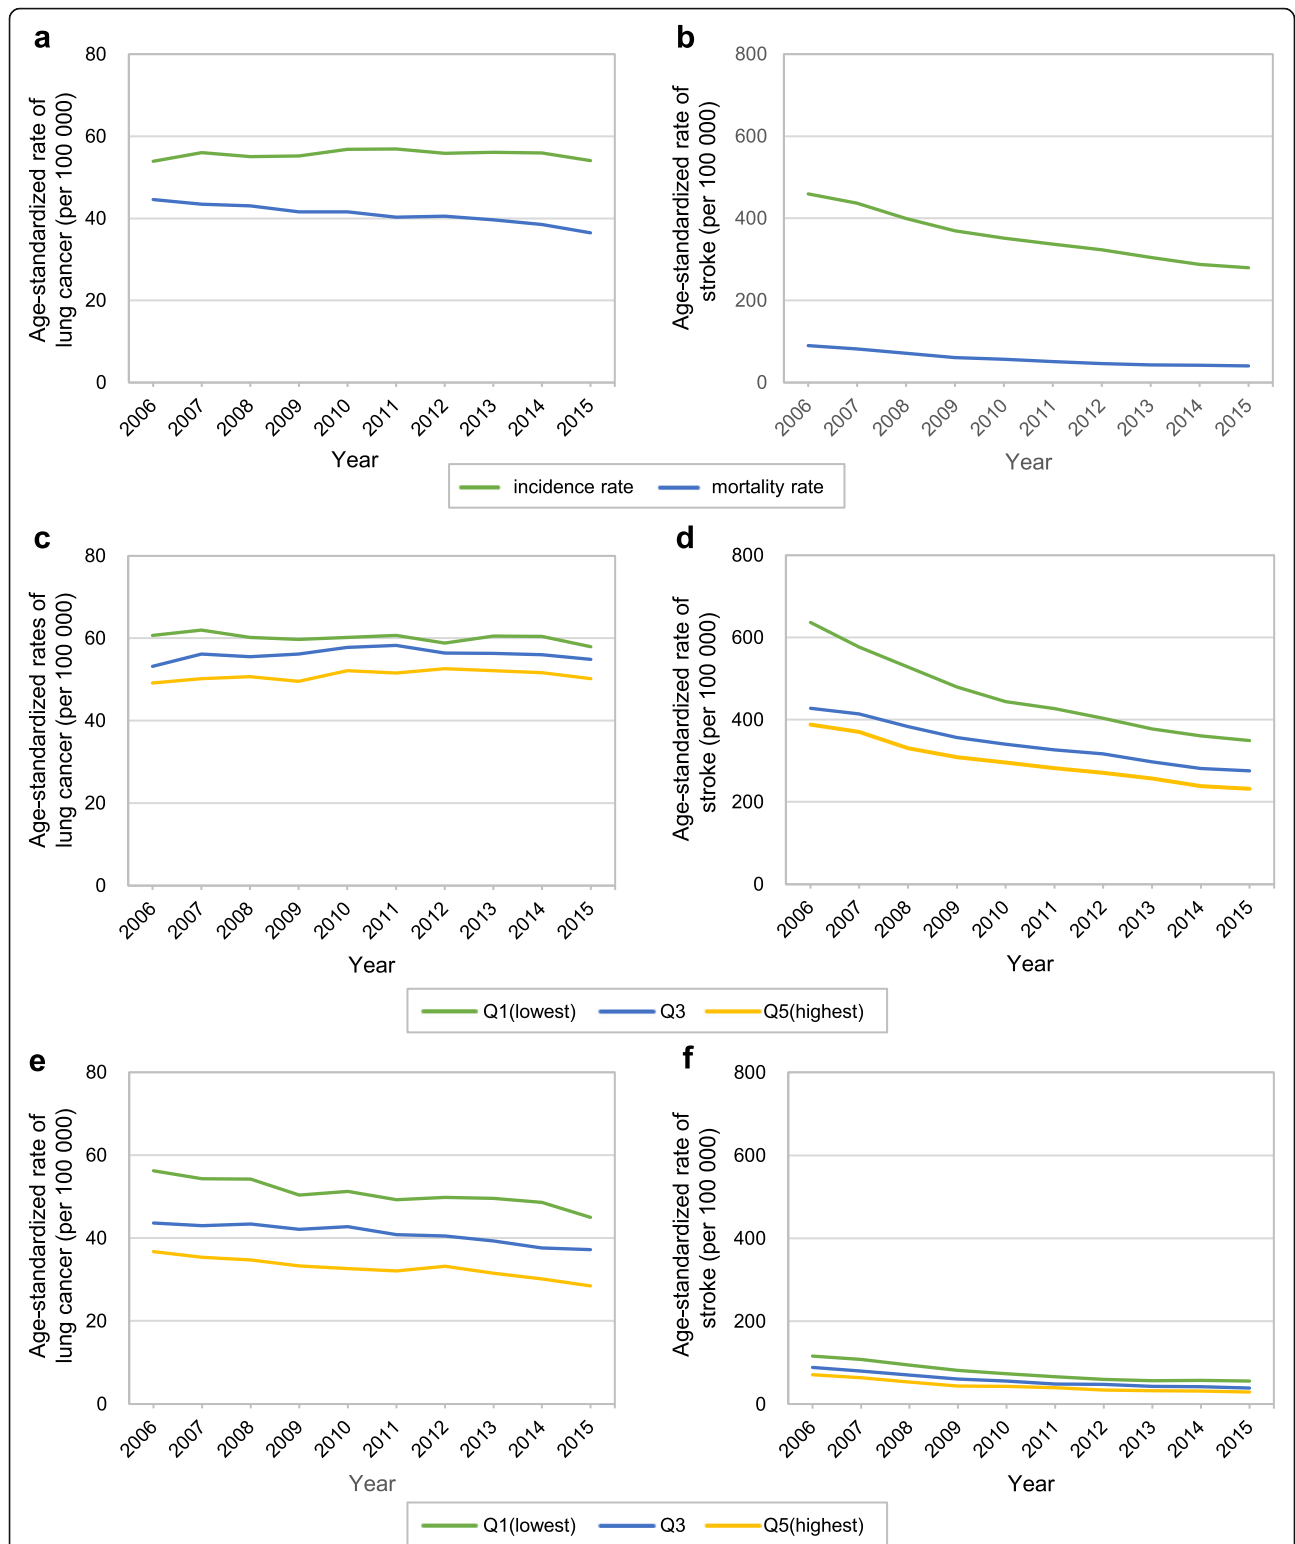 a
80
60
40
20
0
Age-standardized rate of
lung cancer (per 100 000)
2006 2007 2008 2009 2010 2011 2012 2013 2014 2015
Year
b
800
600
400
200
0
Age-standardized rate of
stroke (per 100 000)
2006 2007 2008 2009 2010 2011 2012 2013 2014 2015
Year
incidence rate mortality rate
c
80
60
40
20
0
Age-standardized rates of
lung cancer (per 100 000)
2006 2007 2008 2009 2010 2011 2012 2013 2014 2015
Year
d
800
600
400
200
0
Age-standardized rate of
stroke (per 100 000)
2006 2007 2008 2009 2010 2011 2012 2013 2014 2015
Year
Q1(lowest) Q3 Q5(highest)
e
80
60
40
20
0
Age-standardized rate of
lung cancer (per 100 000)
2006 2007 2008 2009 2010 2011 2012 2013 2014 2015
Year
f
800
600
400
200
0
Age-standardized rate of
stroke (per 100 000)
2006 2007 2008 2009 2010 2011 2012 2013 2014 2015
Year
Q1(lowest) Q3 Q5(highest)